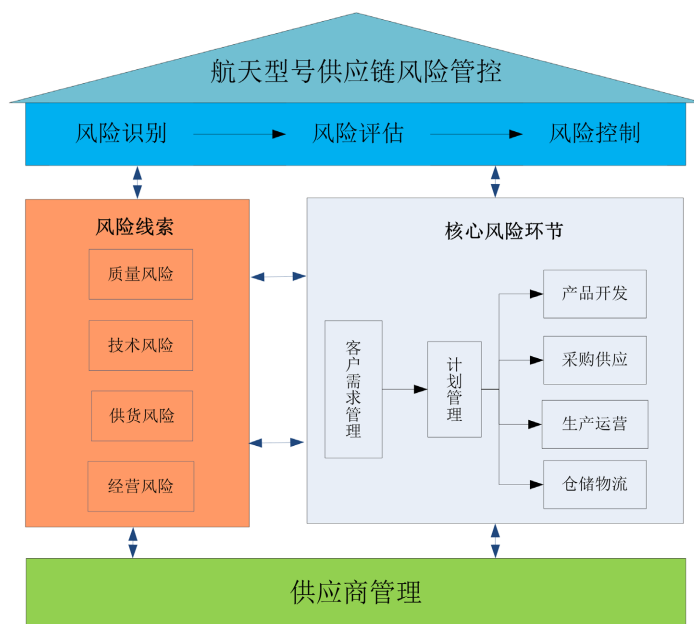 航天型号供应链风险管控
风险识别
风险评估
风险控制
风险线索
质量风险
技术风险
供货风险
经营风险
核心风险环节
客户需求管理
计划管理
产品开发
采购供应
生产运营
仓储物流
供应商管理